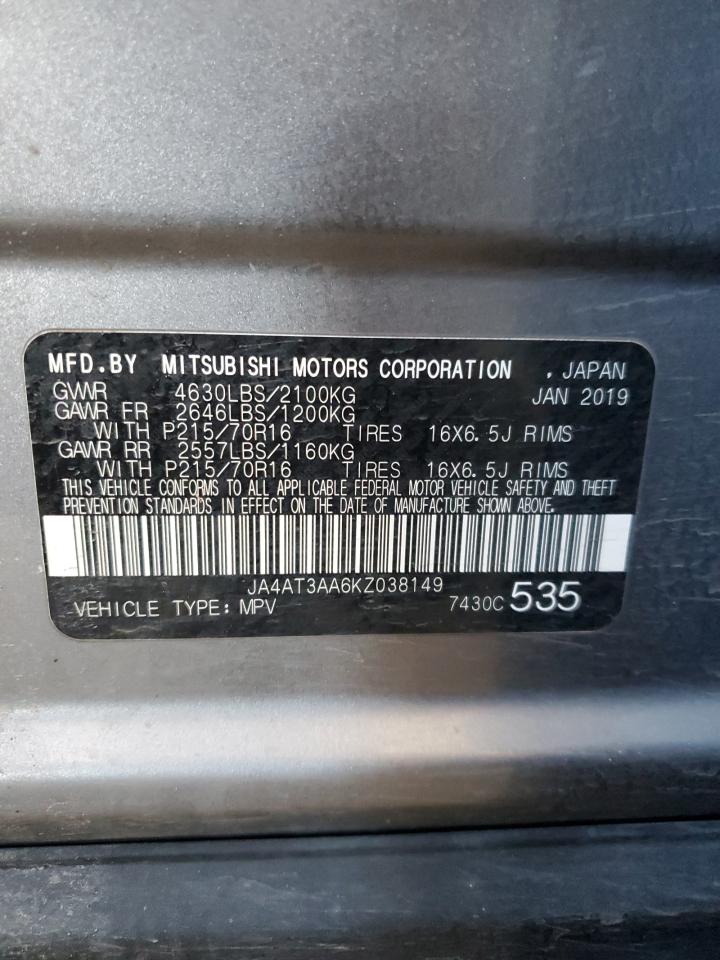 MFD.BY MITSUBISHI MOTORS CORPORATION . JAPAN
GVWR 4630LBS/2100KG JAN 2019
GAWR FR 2646LBS/1200KG
WITH P215/70R16 TIRES 16X6.5J RIMS
GAWR RR 2557LBS/1160KG
WITH P215/70R16 TIRES 16X6.5J RIMS
THIS VEHICLE CONFORMS TO ALL APPLICABLE FEDERAL MOTOR VEHICLE SAFETY AND THEFT
PREVENTION STANDARDS IN EFFECT ON THE DATE OF MANUFACTURE SHOWN ABOVE.
JA4AT3AA6KZ038149
VEHICLE TYPE: MPV 7430C 535